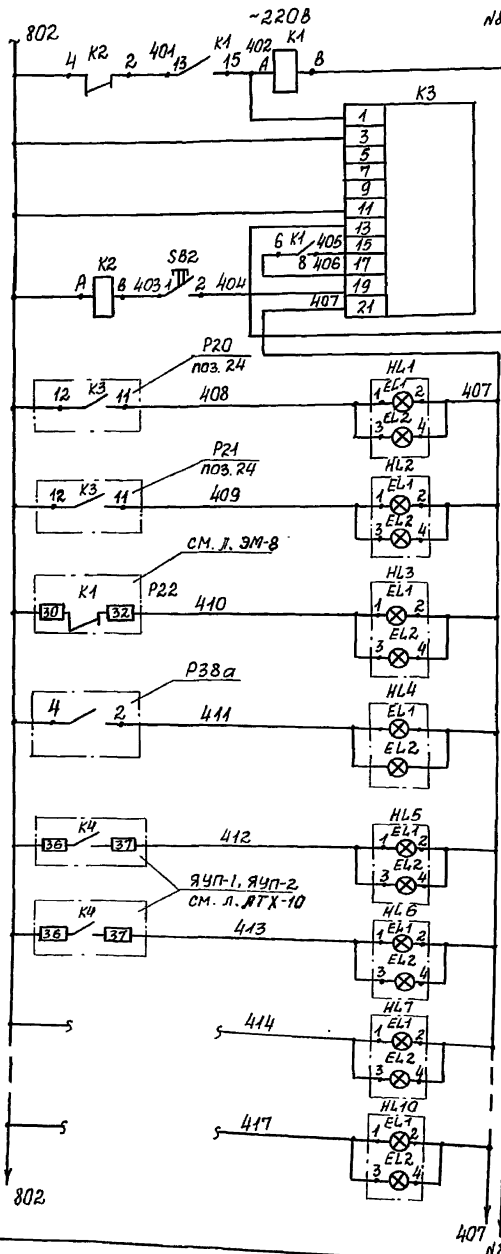 802
~220В
N8
4 К2 2 401 13 К1 15 402 А К1 В
К3
1
3
5
7
9
11
13
15
17
19
21
6 К1 405
8 406
А К2 В 403 1 SB2 2 404
407
Р20
поз. 24
12 К3 11 408
HL1
1 EL1 2 407
3 EL2 4
Р21
поз. 24
12 К3 11 409
HL2
1 EL1 2
3 EL2 4
см. л. ЭМ-8
30 К1 32 Р22 410
HL3
1 EL1 2
3 EL2 4
Р38а
4 2 411
HL4
EL1
EL2
36 К4 37 412
HL5
1 EL1 2
3 EL2 4
ЯУП-1, ЯУП-2
см. л. АТХ-10
36 К4 37 413
HL6
1 EL1 2
3 EL2 4
414
HL7
1 EL1 2
3 EL2 4
417
HL10
1 EL1 2
3 EL2 4
802
407